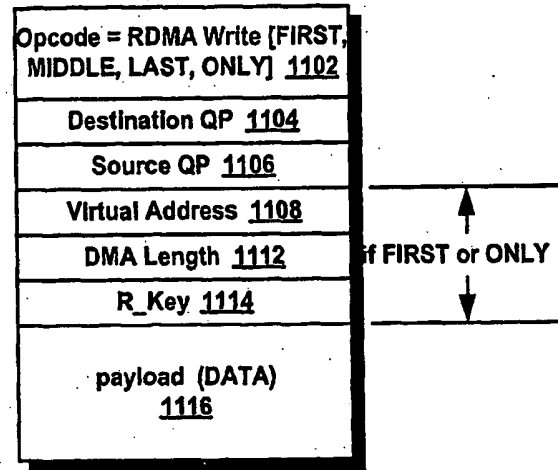 Opcode = RDMA Write [FIRST,
MIDDLE, LAST, ONLY] 1102
Destination QP 1104
Source QP 1106
Virtual Address 1108
DMA Length 1112
if FIRST or ONLY
R_Key 1114
payload (DATA)
1116